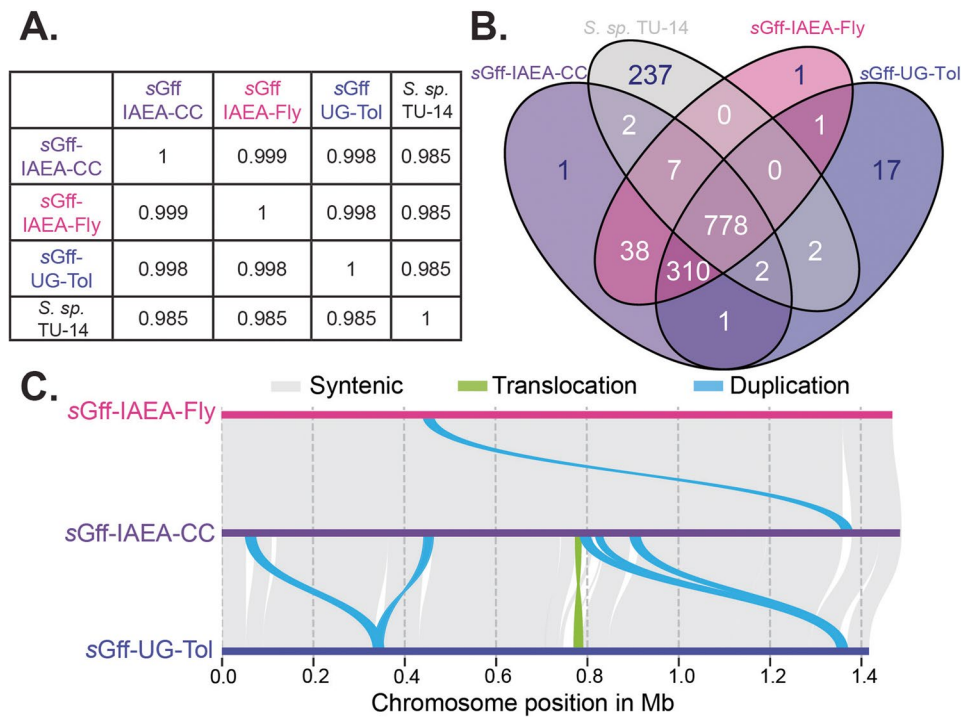 A.
sGff IAEA-CC sGff IAEA-Fly sGff UG-Tol S. sp. TU-14
sGff-IAEA-CC 1 0.999 0.998 0.985
sGff-IAEA-Fly 0.999 1 0.998 0.985
sGff-UG-Tol 0.998 0.998 1 0.985
S. sp. TU-14 0.985 0.985 0.985 1
B.
S. sp. TU-14 sGff-IAEA-Fly
sGff-IAEA-CC sGff-UG-Tol
237 1
2 0 1
1 7 0 17
778
38 310 2 2
1
C.
Syntenic Translocation Duplication
sGff-IAEA-Fly
sGff-IAEA-CC
sGff-UG-Tol
0.0 0.2 0.4 0.6 0.8 1.0 1.2 1.4
Chromosome position in Mb